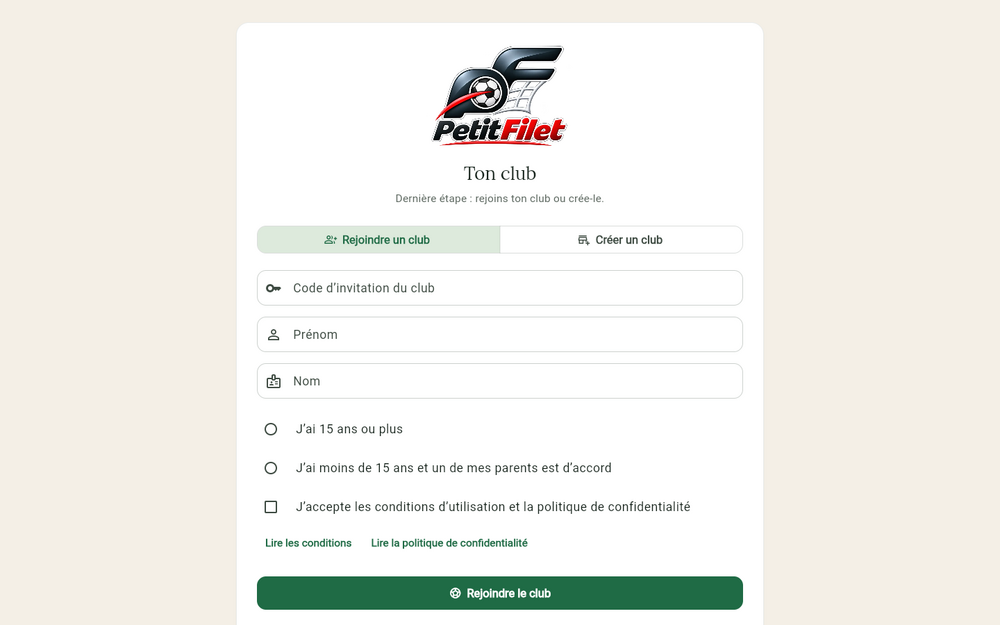 PF
PetitFilet
Ton club
Dernière étape : rejoins ton club ou crée-le.
Rejoindre un club
Créer un club
Code d’invitation du club
Prénom
Nom
J’ai 15 ans ou plus
J’ai moins de 15 ans et un de mes parents est d’accord
J’accepte les conditions d’utilisation et la politique de confidentialité
Lire les conditions
Lire la politique de confidentialité
Rejoindre le club